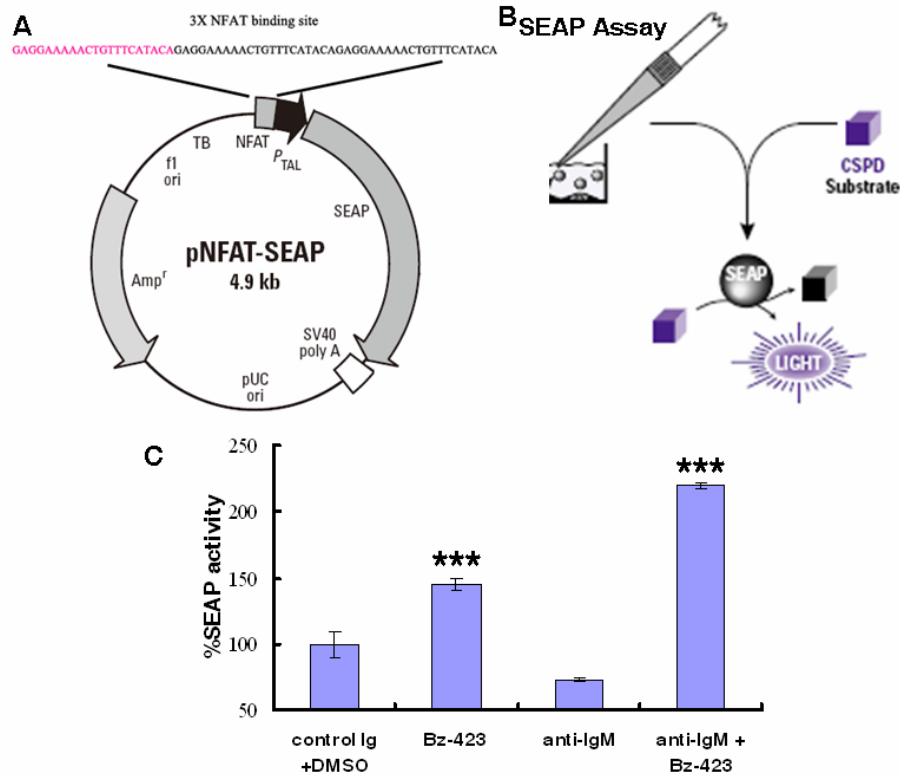 A
3X NFAT binding site
GAGGAAAAACTGTTTCATACAGAGGAAAAACTGTTTCATACAGAGGAAAAACTGTTTCATACA
TB
NFAT
f1
ori
PTAL
SEAP
pNFAT-SEAP
4.9 kb
Ampr
SV40
poly A
pUC
ori
B
SEAP Assay
CSPD
Substrate
SEAP
LIGHT
C
%SEAP activity
250
200
150
100
50
***
***
control Ig
+DMSO
Bz-423
anti-IgM
anti-IgM +
Bz-423